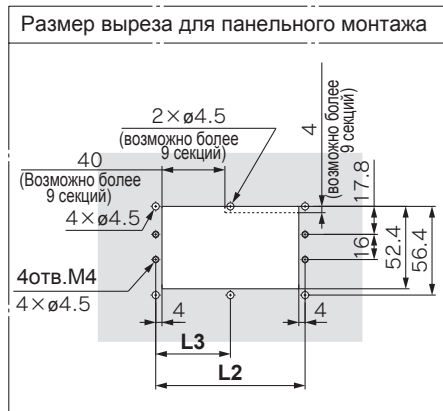 Размер выреза для панельного монтажа
2×ø4.5
(возможно более
9 секций)
4
(возможно более
9 секций)
40
(Возможно более
9 секций)
4×ø4.5
17.8
16
52.4
56.4
4отв.М4
4×ø4.5
4
4
L3
L2